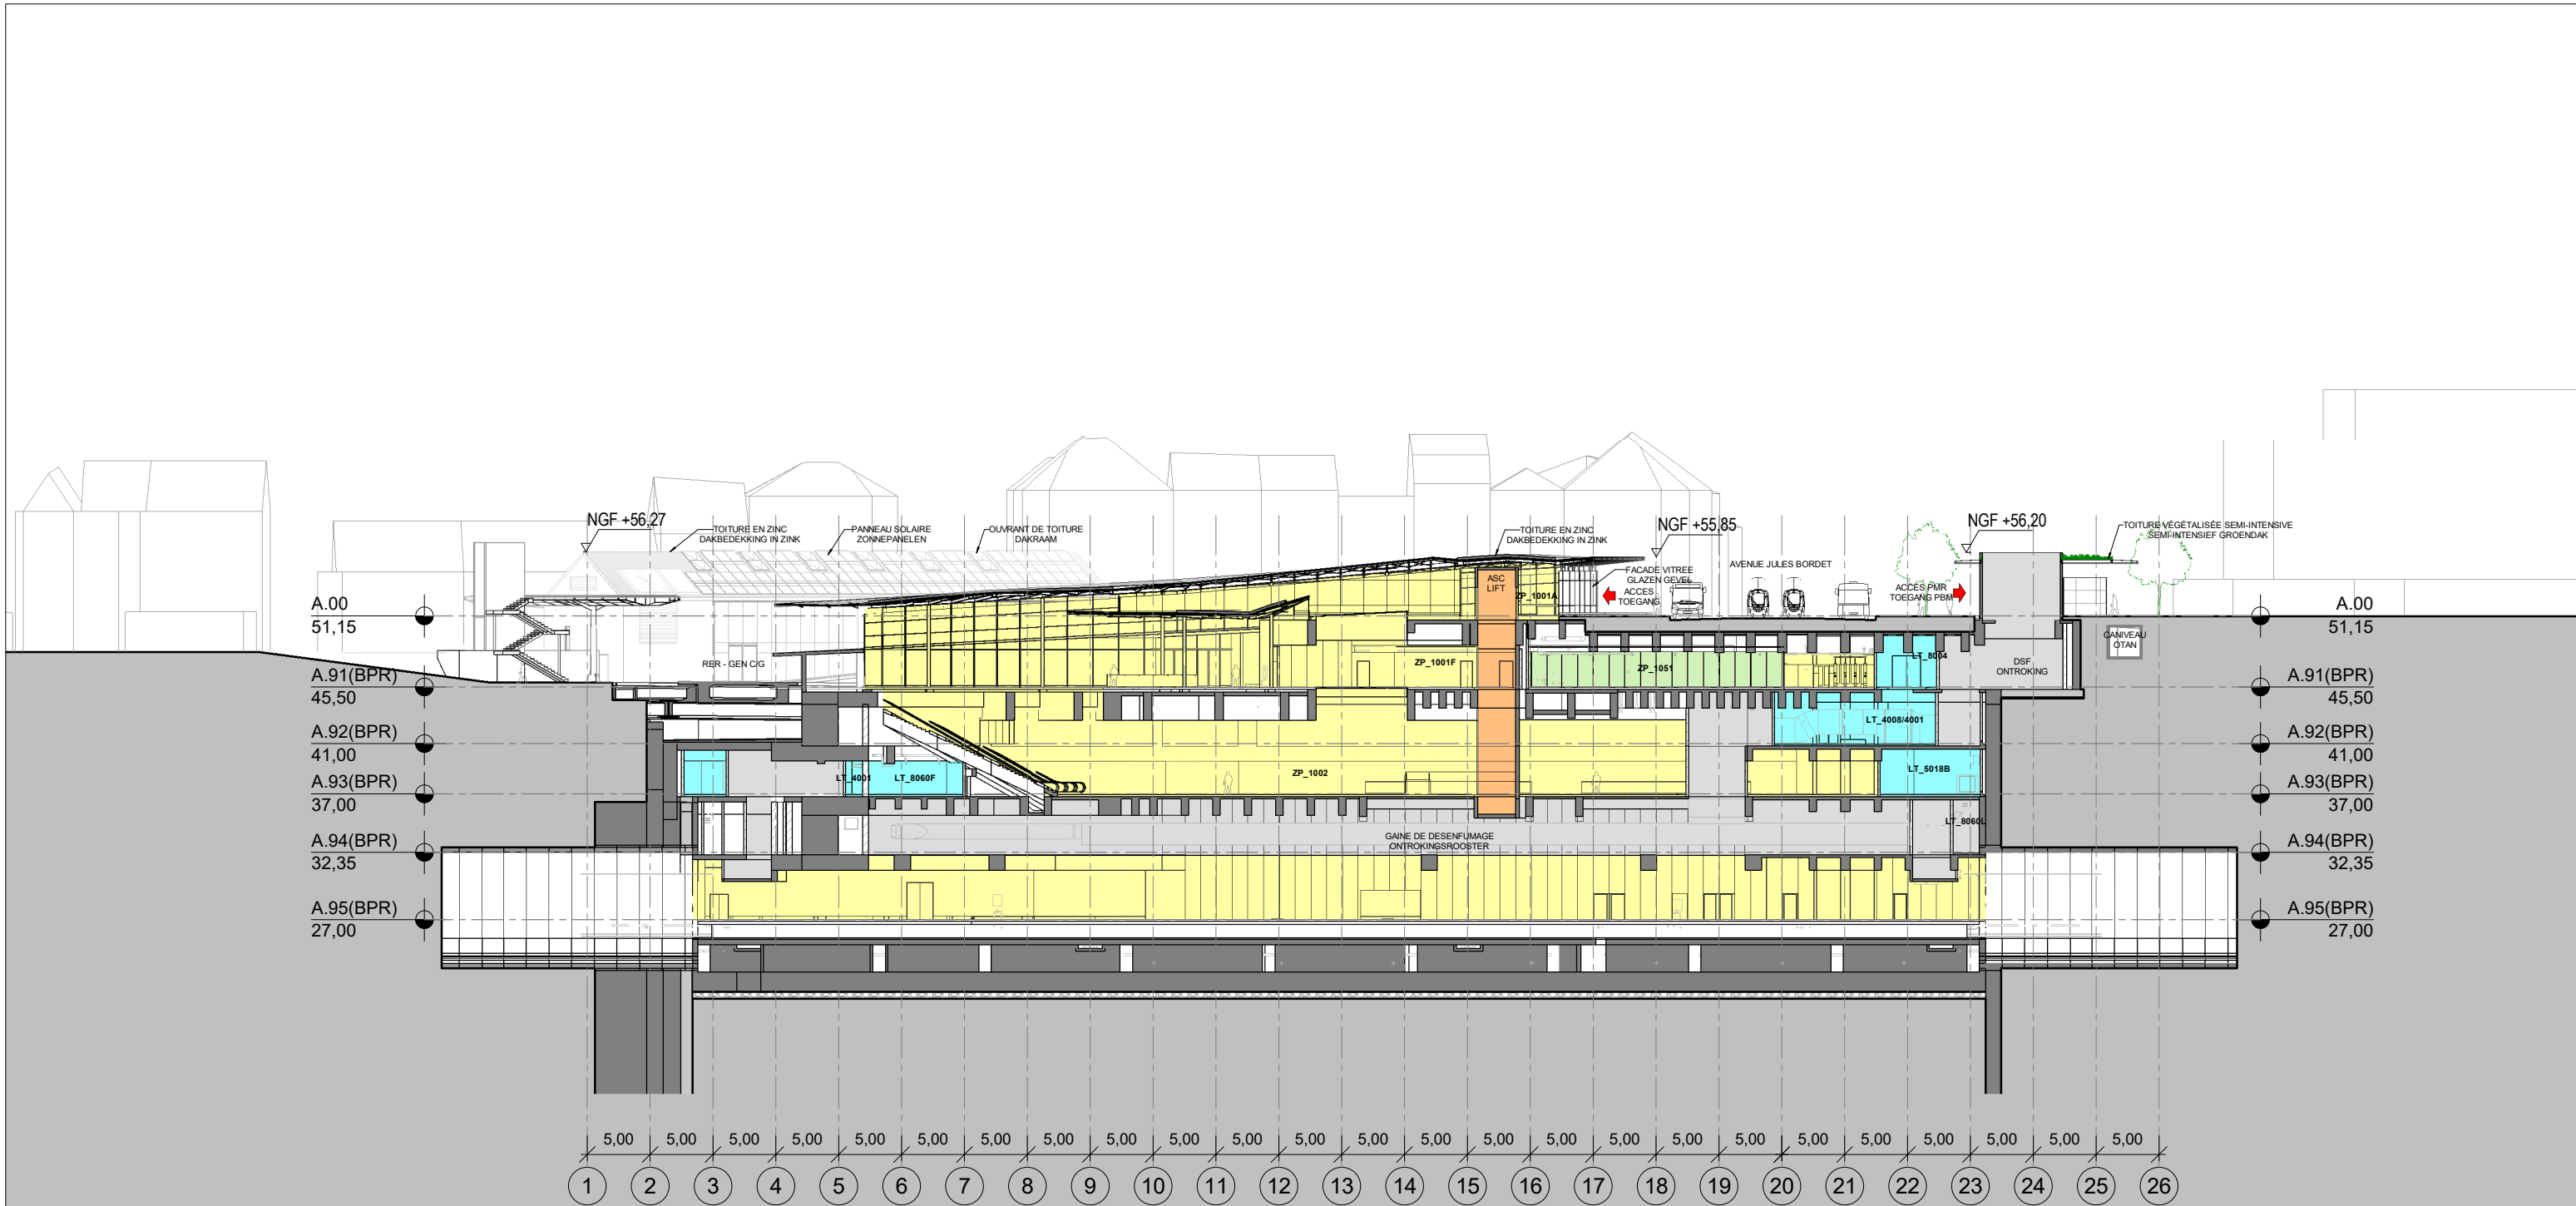 NGF +56,27
TOITURE EN ZINC
DAKBEDEKKING IN ZINK
PANNEAU SOLAIRE
ZONNEPANELEN
OUVRANT DE TOITURE
DAKRAAM
TOITURE EN ZINC
DAKBEDEKKING IN ZINK
NGF +55,85
NGF +56,20
TOITURE VÉGÉTALISÉE SEMI-INTENSIVE
SEMI-INTENSIEF GROENDAK
FACADE VITREE
GLAZEN GEVEL
ACCES
TOEGANG
AVENUE JULES BORDET
ACCES PMR
TOEGANG PBM
ASC
LIFT
ZP_1001A
A.00
51,15
A.00
51,15
CANIVEAU
OTAN
RER - GEN C/G
ZP_1001F
ZP_1051
LT_8004
DSF
ONTROKING
A.91(BPR)
45,50
A.91(BPR)
45,50
LT_4008/4001
A.92(BPR)
41,00
A.92(BPR)
41,00
LT_4001
LT_8060F
ZP_1002
LT_5018B
A.93(BPR)
37,00
A.93(BPR)
37,00
LT_8060L
GAINE DE DESENFUMAGE
ONTROKINGSROOSTER
A.94(BPR)
32,35
A.94(BPR)
32,35
A.95(BPR)
27,00
A.95(BPR)
27,00
5,00 5,00 5,00 5,00 5,00 5,00 5,00 5,00 5,00 5,00 5,00 5,00 5,00 5,00 5,00 5,00 5,00 5,00 5,00 5,00 5,00 5,00 5,00 5,00 5,00
1 2 3 4 5 6 7 8 9 10 11 12 13 14 15 16 17 18 19 20 21 22 23 24 25 26